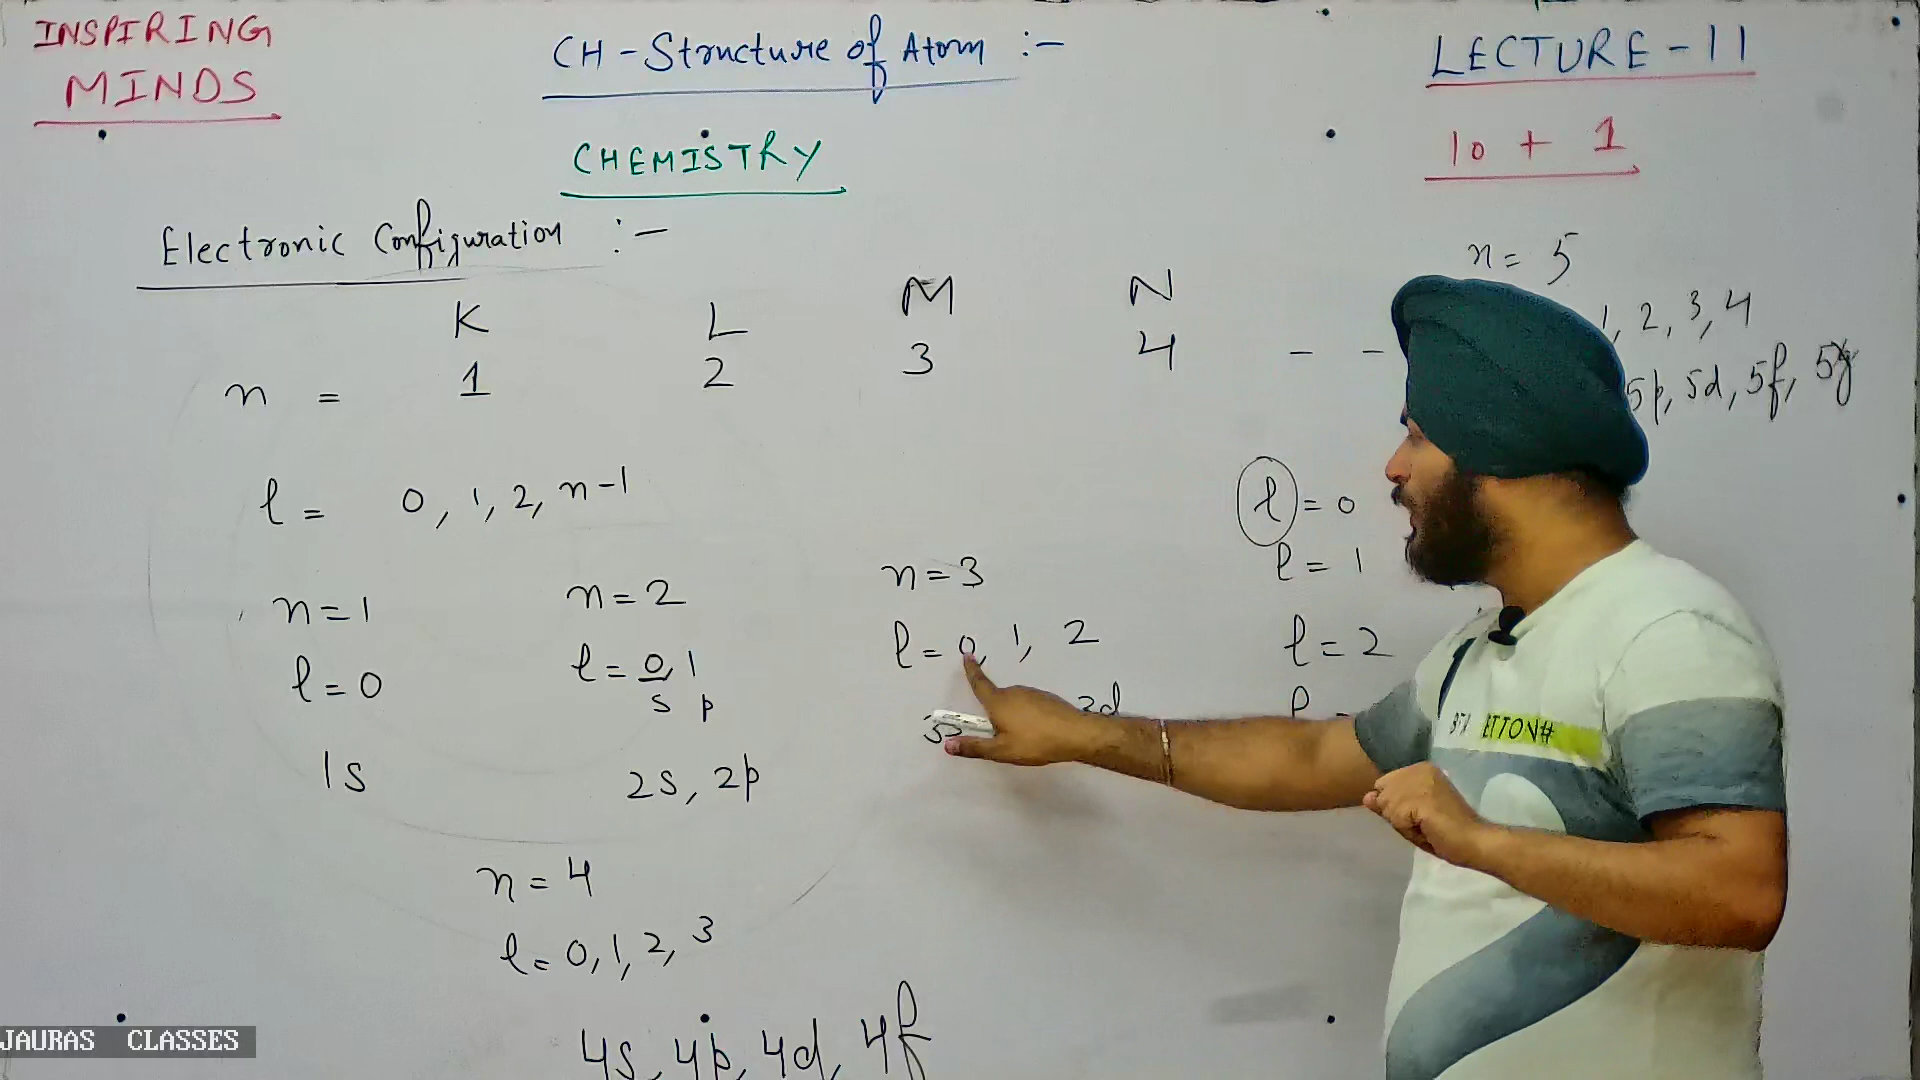 INSPIRING
MINDS
CH - Structure of Atom :-
LECTURE - 11
CHEMISTRY
10 + 1
Electronic Configuration :-
n = 5
1, 2, 3, 4
5p, 5d, 5f, 5g
K L M N
n = 1 2 3 4 - -
l = 0, 1, 2, n-1
l = 0
l = 1
l = 2
n = 1
l = 0
1s
n = 2
l = 0, 1
s p
2s, 2p
n = 3
l = 0, 1, 2
3d
n = 4
l = 0, 1, 2, 3
4s, 4p, 4d, 4f
BENETTON#
JAURAS CLASSES